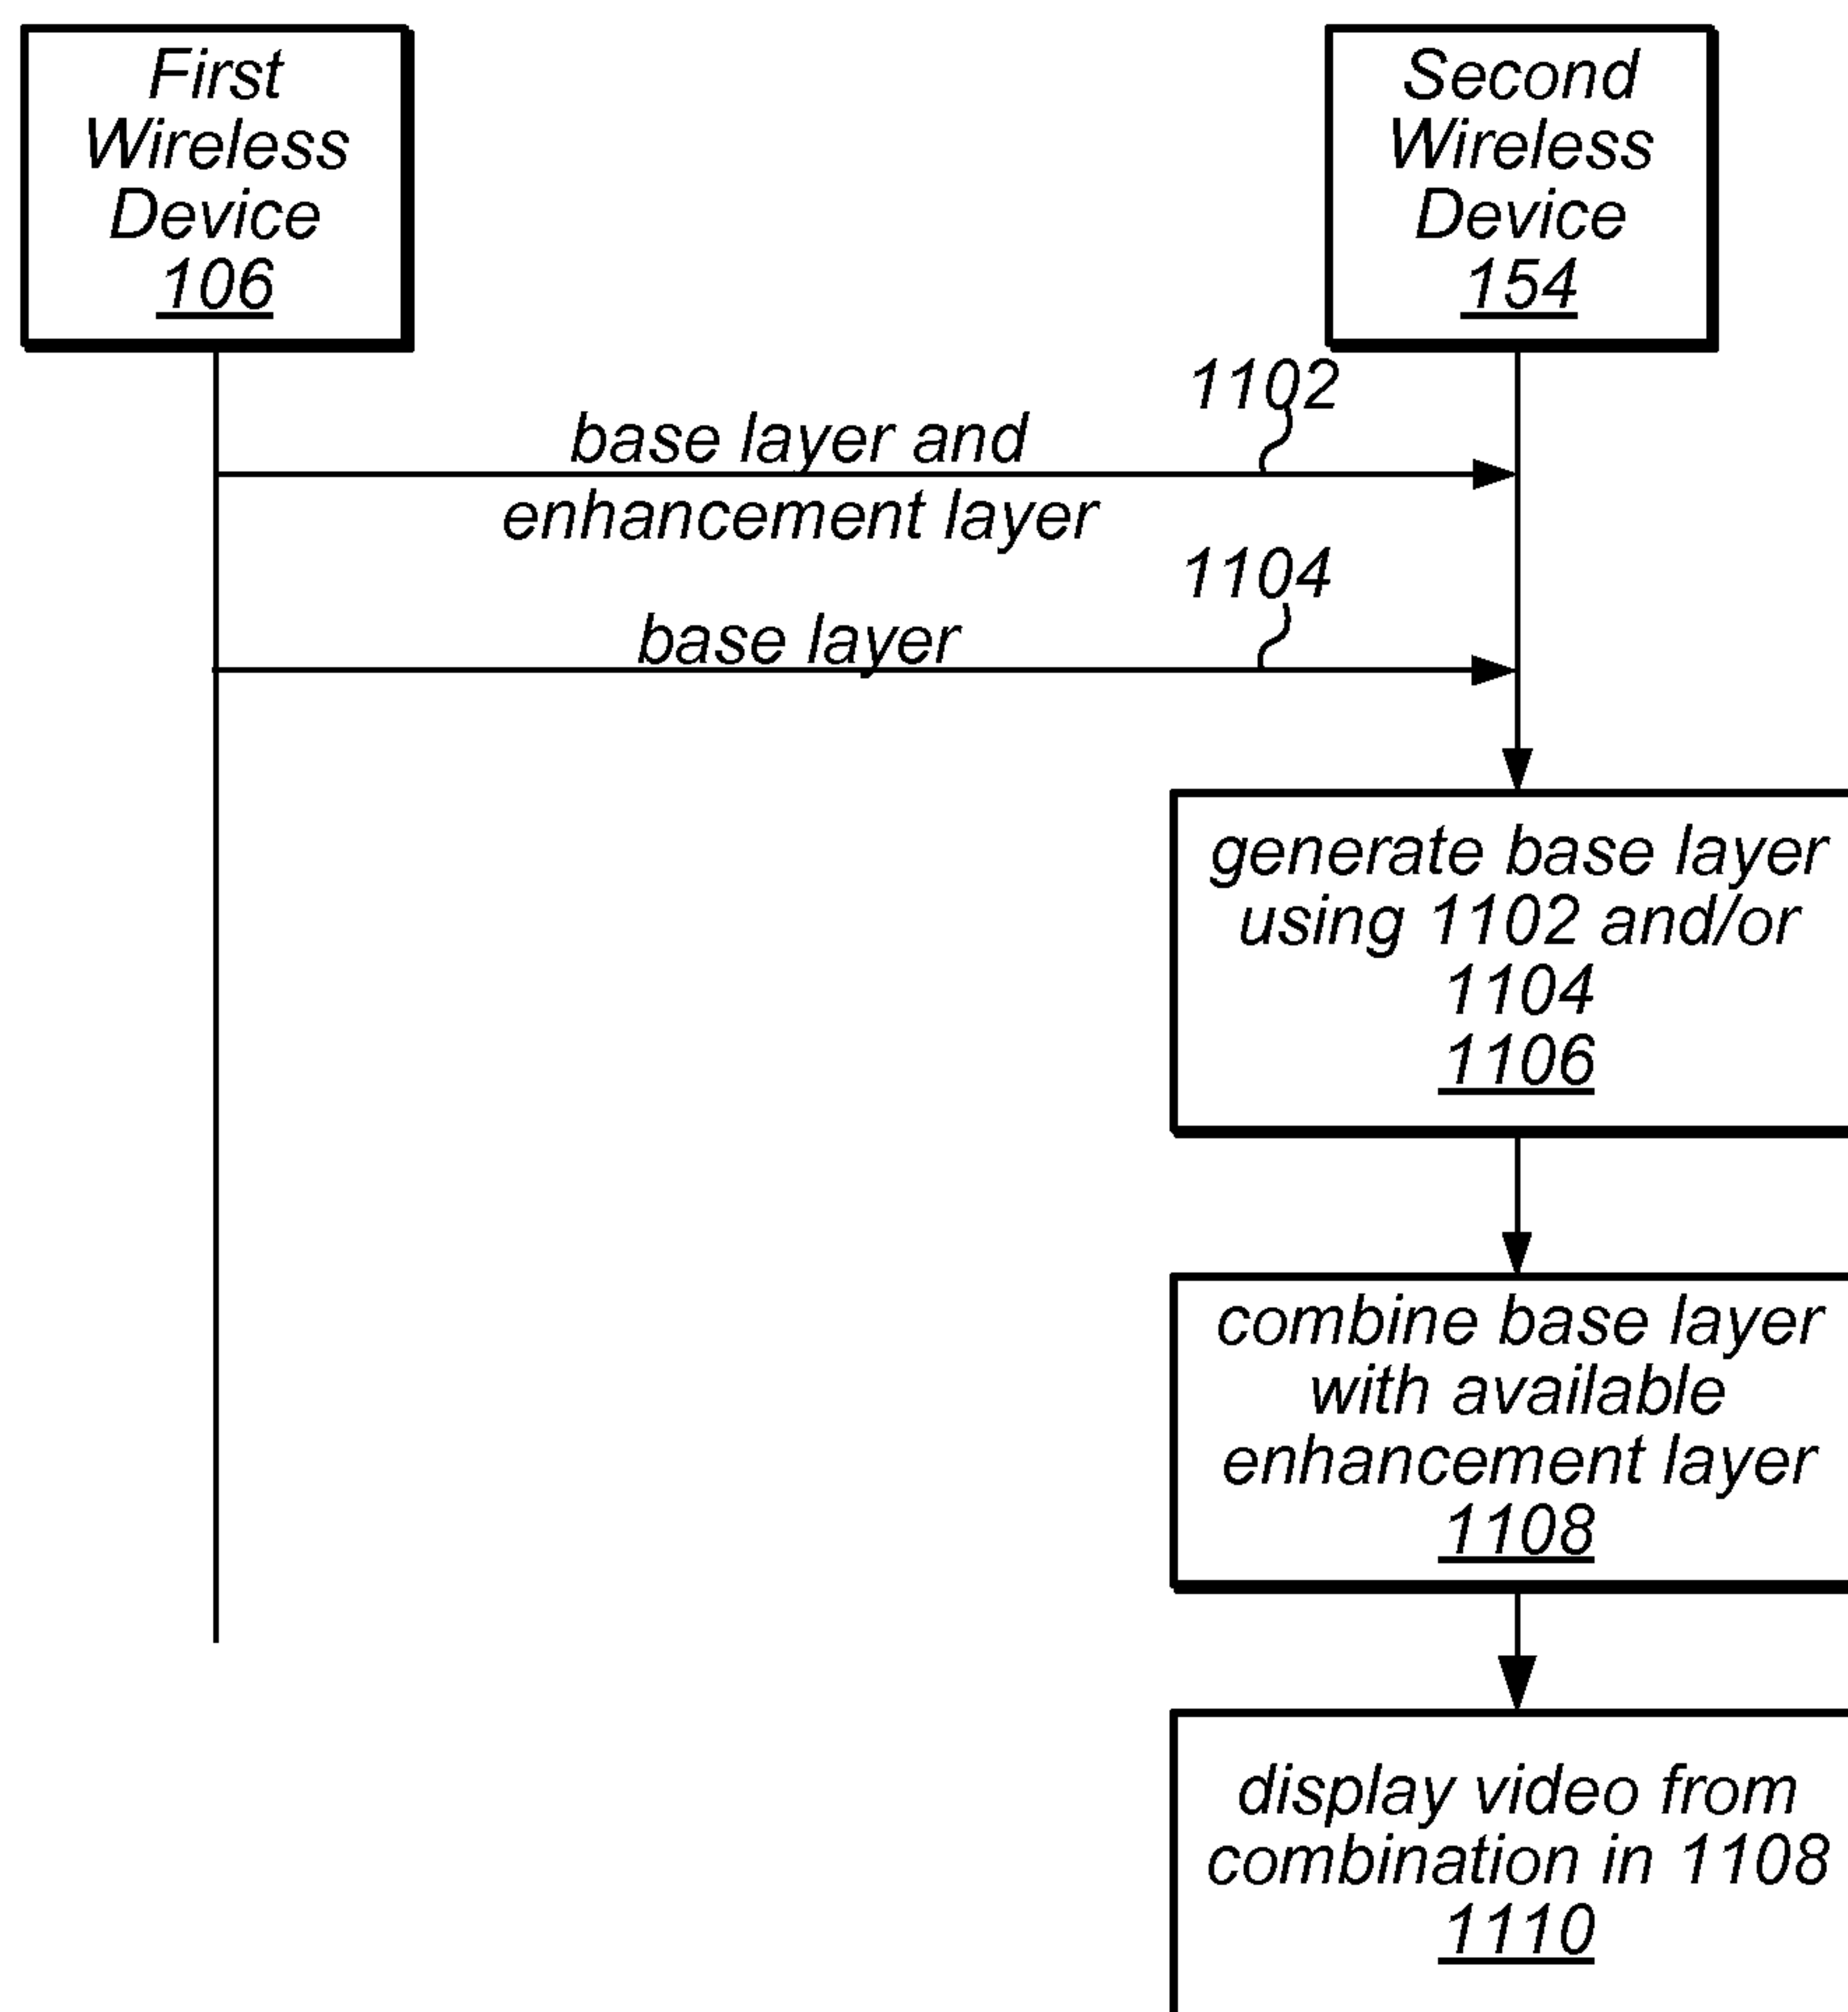 First
Wireless
Device
106
Second
Wireless
Device
154
1102
base layer and
enhancement layer
1104
base layer
generate base layer
using 1102 and/or
1104
1106
combine base layer
with available
enhancement layer
1108
display video from
combination in 1108
1110